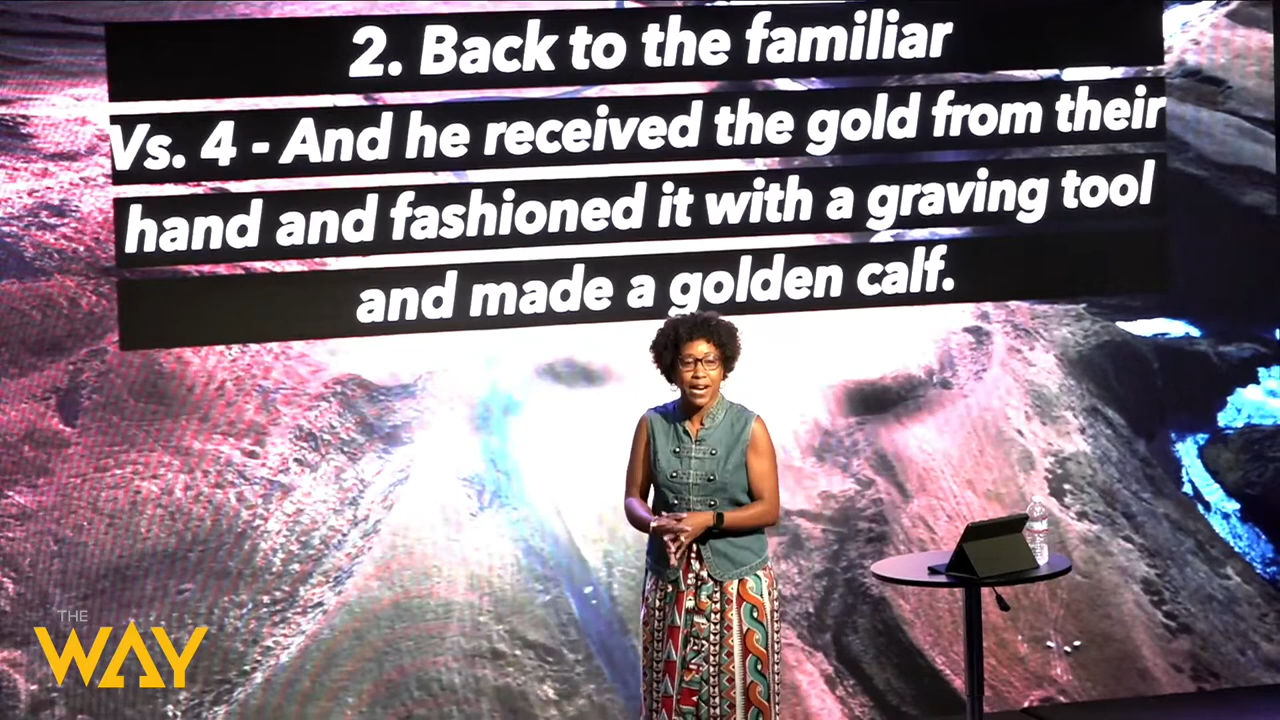 2. Back to the familiar
Vs. 4 - And he received the gold from their
hand and fashioned it with a graving tool
and made a golden calf.
THE
WAY